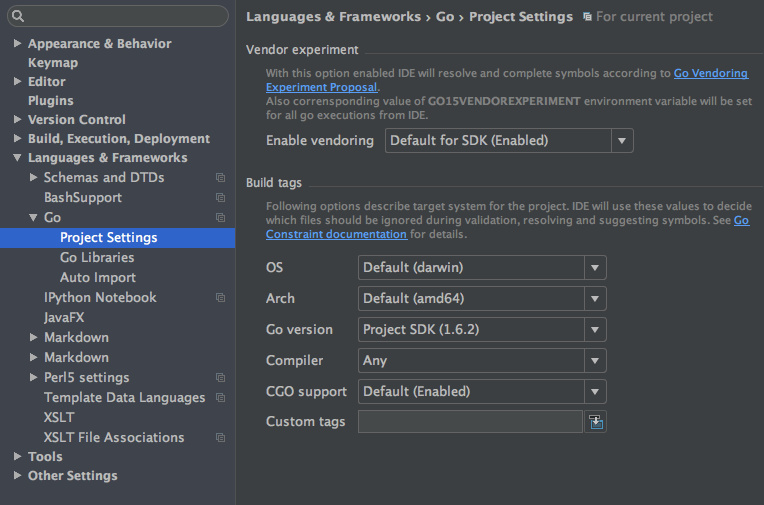 Appearance & Behavior
Keymap
Editor
Plugins
Version Control
Build, Execution, Deployment
Languages & Frameworks
Schemas and DTDs
BashSupport
Go
Project Settings
Go Libraries
Auto Import
IPython Notebook
JavaFX
Markdown
Markdown
Perl5 settings
Template Data Languages
XSLT
XSLT File Associations
Tools
Other Settings
Languages & Frameworks › Go › Project Settings For current project
Vendor experiment
With this option enabled IDE will resolve and complete symbols according to Go Vendoring
Experiment Proposal.
Also corrensponding value of GO15VENDOREXPERIMENT environment variable will be set
for all go executions from IDE.
Enable vendoring Default for SDK (Enabled)
Build tags
Following options describe target system for the project. IDE will use these values to decide
which files should be ignored during validation, resolving and suggesting symbols. See Go
Constraint documentation for details.
OS Default (darwin)
Arch Default (amd64)
Go version Project SDK (1.6.2)
Compiler Any
CGO support Default (Enabled)
Custom tags